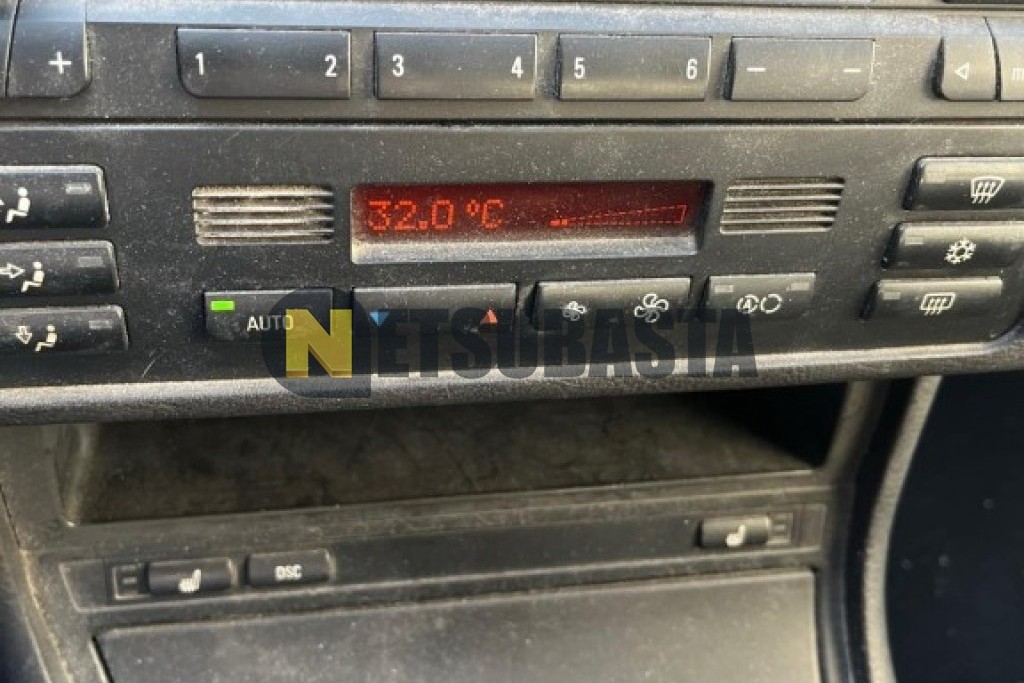 + 1 2 3 4 5 6 – – m
32.0 °C
AUTO A
NETSUBASTA
DSC